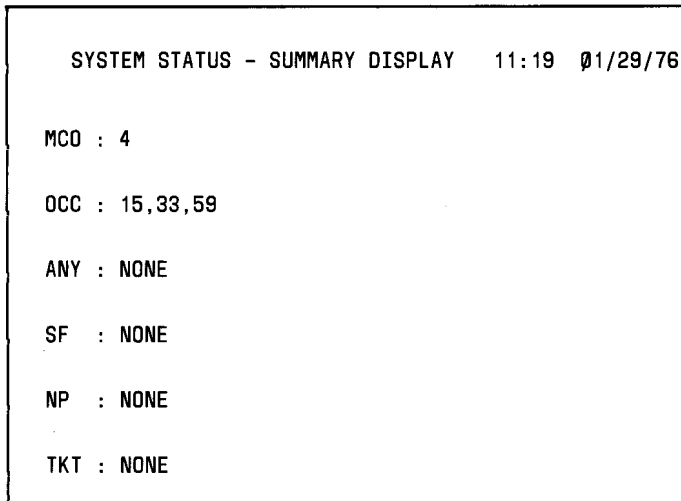 SYSTEM STATUS - SUMMARY DISPLAY 11:19 Ø1/29/76
MCO : 4
OCC : 15,33,59
ANY : NONE
SF : NONE
NP : NONE
TKT : NONE